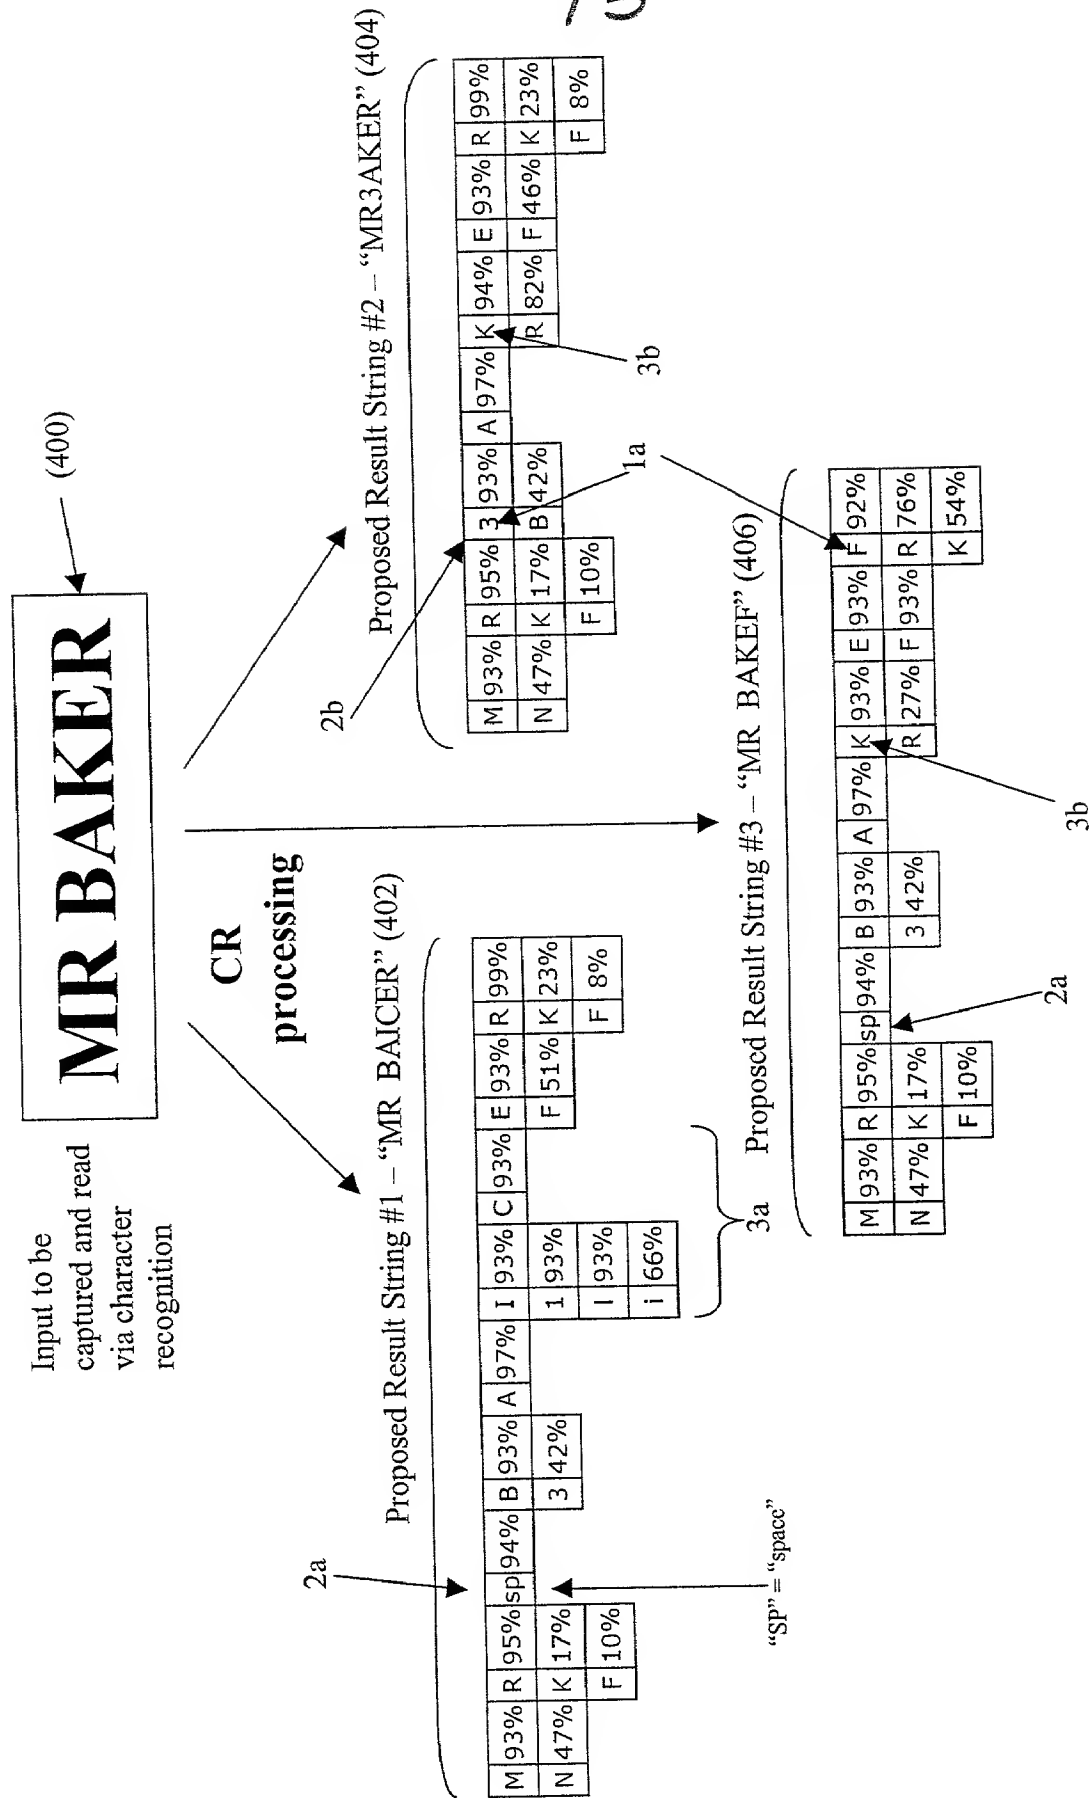 Input to be
captured and read
via character
recognition
MR BAKER
(400)
CR
processing
Proposed Result String #1 – “MR BAICER” (402)
2a
M 93% R 95% sp 94% B 93% A 97% I 93% C 93% E 93% R 99%
N 47% K 17% 3 42% 1 93% F 51% K 23%
F 10% l 93% F 8%
i 66%
3a
“SP” = “space”
Proposed Result String #2 – “MR3AKER” (404)
2b
M 93% R 95% 3 93% A 97% K 94% E 93% R 99%
N 47% K 17% B 42% R 82% F 46% K 23%
F 10% F 8%
1a
3b
Proposed Result String #3 – “MR BAKEF” (406)
M 93% R 95% sp 94% B 93% A 97% K 93% E 93% F 92%
N 47% K 17% 3 42% R 27% F 93% R 76%
F 10% K 54%
2a
3b